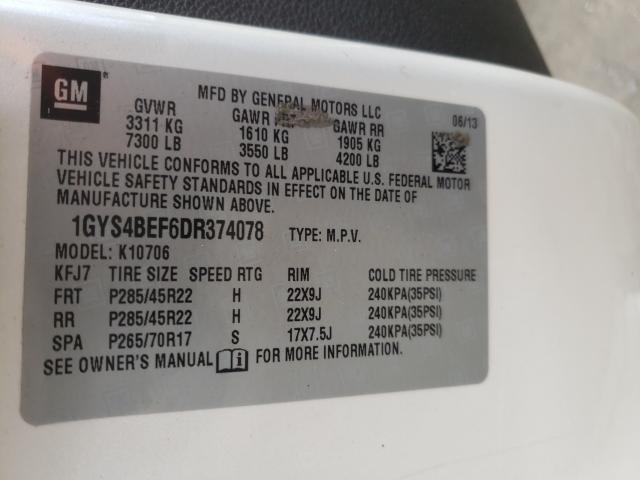 GM
MFD BY GENERAL MOTORS LLC
06/13
GVWR GAWR GAWR RR
3311 KG 1610 KG 1905 KG
7300 LB 3550 LB 4200 LB
THIS VEHICLE CONFORMS TO ALL APPLICABLE U.S. FEDERAL MOTOR
VEHICLE SAFETY STANDARDS IN EFFECT ON THE DATE OF
MANUFACTURE SHOWN ABOVE.
1GYS4BEF6DR374078 TYPE: M.P.V.
MODEL: K10706
KFJ7 TIRE SIZE SPEED RTG RIM COLD TIRE PRESSURE
FRT P285/45R22 H 22X9J 240KPA(35PSI)
RR P285/45R22 H 22X9J 240KPA(35PSI)
SPA P265/70R17 S 17X7.5J 240KPA(35PSI)
SEE OWNER'S MANUAL i FOR MORE INFORMATION.